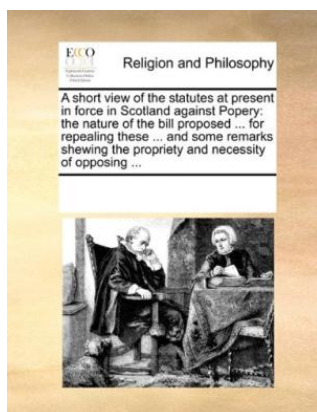 ECCO
Religion and Philosophy
A short view of the statutes at present
in force in Scotland against Popery:
the nature of the bill proposed ... for
repealing these ... and some remarks
shewing the propriety and necessity
of opposing ...